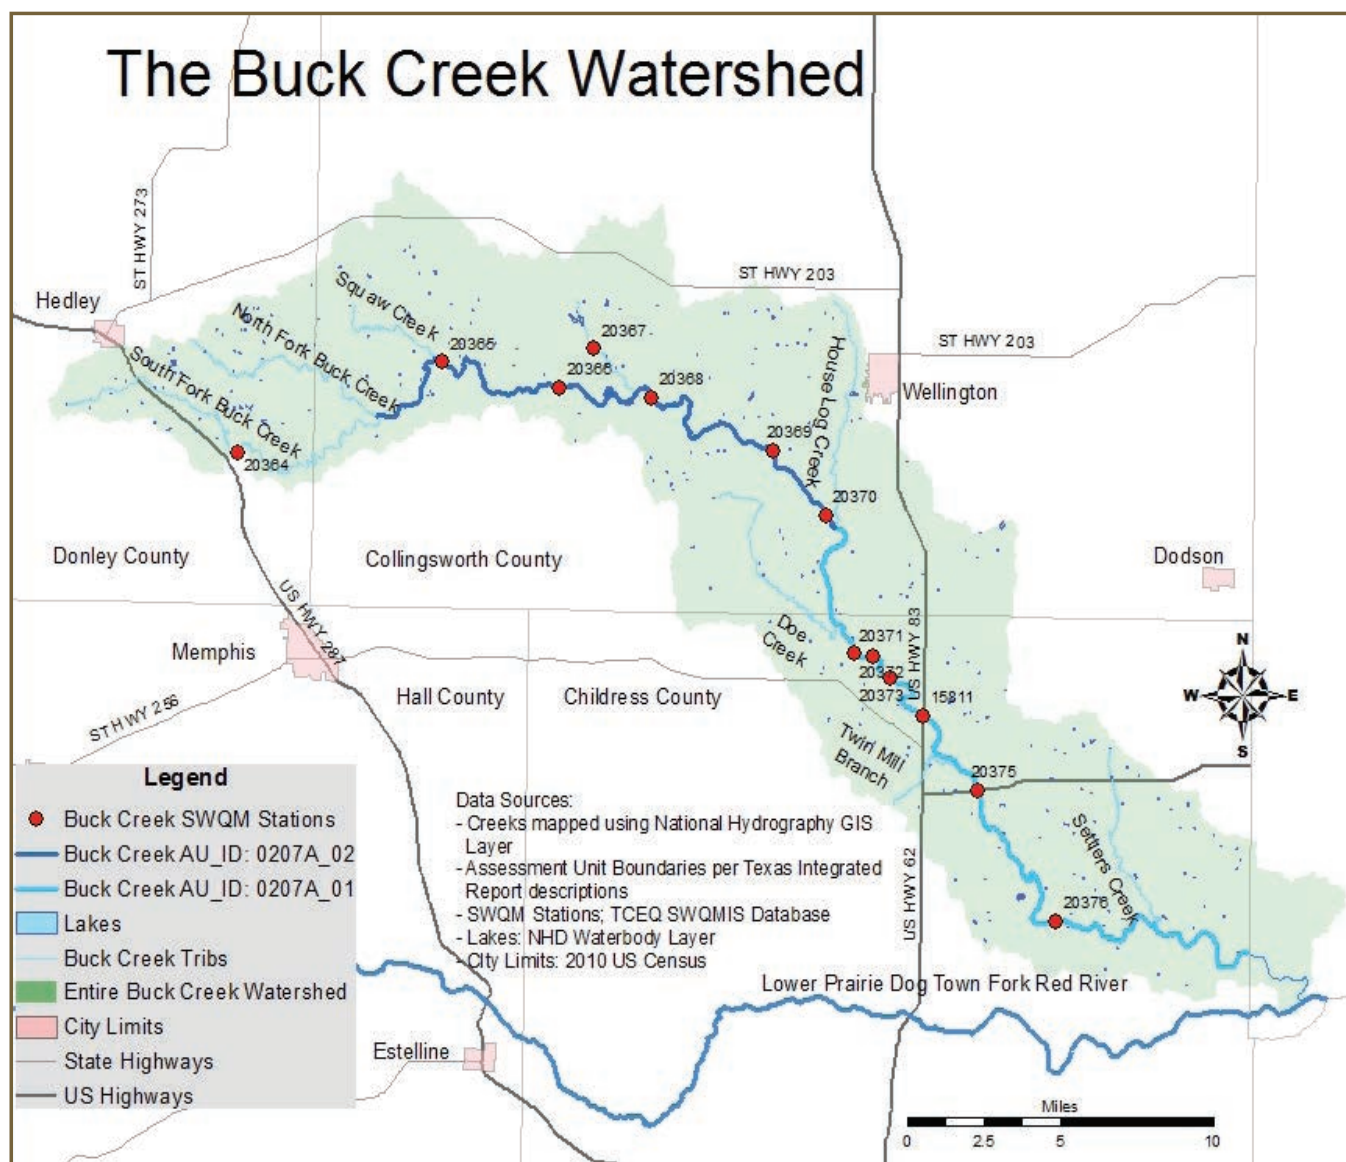 The Buck Creek Watershed
ST HWY 273
Hedley
Squaw Creek
North Fork Buck Creek
South Fork Buck Creek
20364
20365
20366
20367
20368
ST HWY 203
House Log Creek
ST HWY 203
Wellington
20369
20370
Donley County
Collingsworth County
Dodson
US HWY 287
Memphis
ST HWY 256
Hall County
Childress County
Doe
Creek
20371
20372
20373
US HWY 83
15811
N
W
E
S
Twin Mill
Branch
20375
Settlers Creek
20376
US HWY 62
Legend
Buck Creek SWQM Stations
Buck Creek AU_ID: 0207A_02
Buck Creek AU_ID: 0207A_01
Lakes
Buck Creek Tribs
Entire Buck Creek Watershed
City Limits
State Highways
US Highways
Data Sources:
- Creeks mapped using National Hydrography GIS
Layer
- Assessment Unit Boundaries per Texas Integrated
Report descriptions
- SWQM Stations; TCEQ SWQMIS Database
- Lakes: NHD Waterbody Layer
- City Limits: 2010 US Census
Lower Prairie Dog Town Fork Red River
Estelline
Miles
0 2.5 5 10